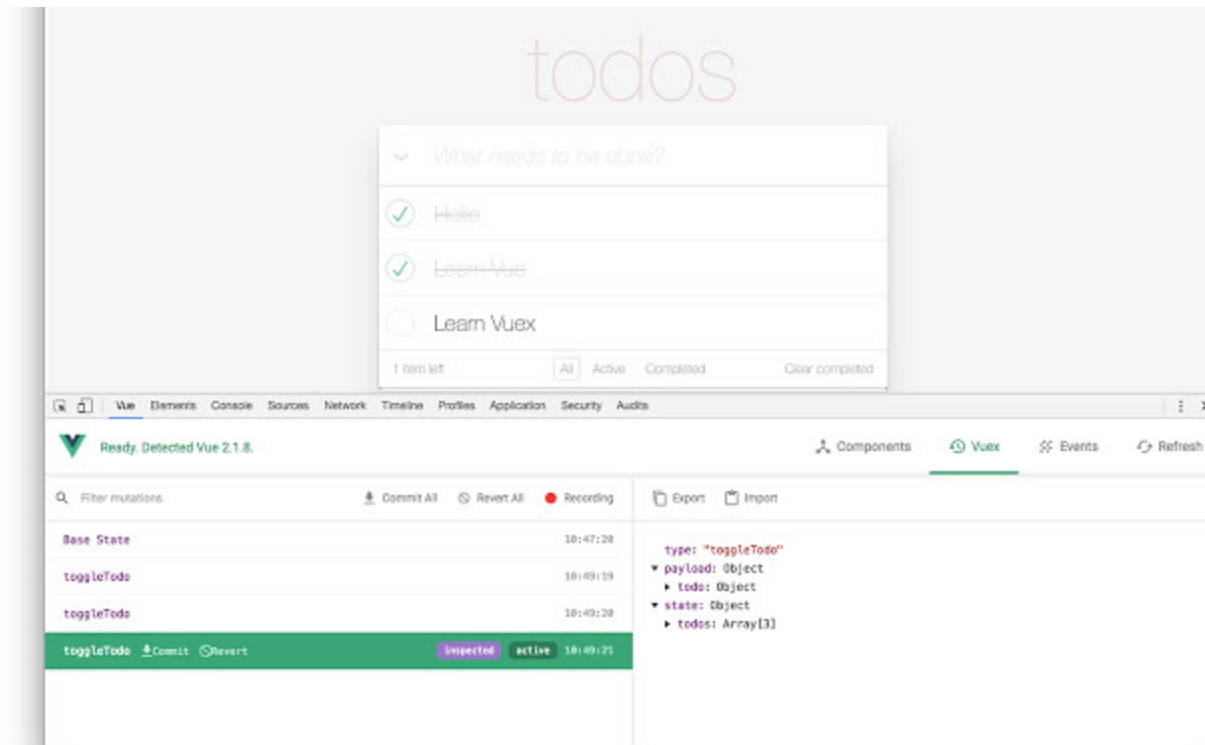 todos
What needs to be done?
Hello
Learn Vue
Learn Vuex
1 item left All Active Completed Clear completed
Vue Elements Console Sources Network Timeline Profiles Application Security Audits
Ready. Detected Vue 2.1.8. Components Vuex Events Refresh
Filter mutations Commit All Revert All Recording Export Import
Base State 10:47:20
toggleTodo 10:49:19
toggleTodo 10:49:20
toggleTodo Commit Revert inspected active 10:49:21
type: "toggleTodo"
payload: Object
todo: Object
state: Object
todos: Array[3]